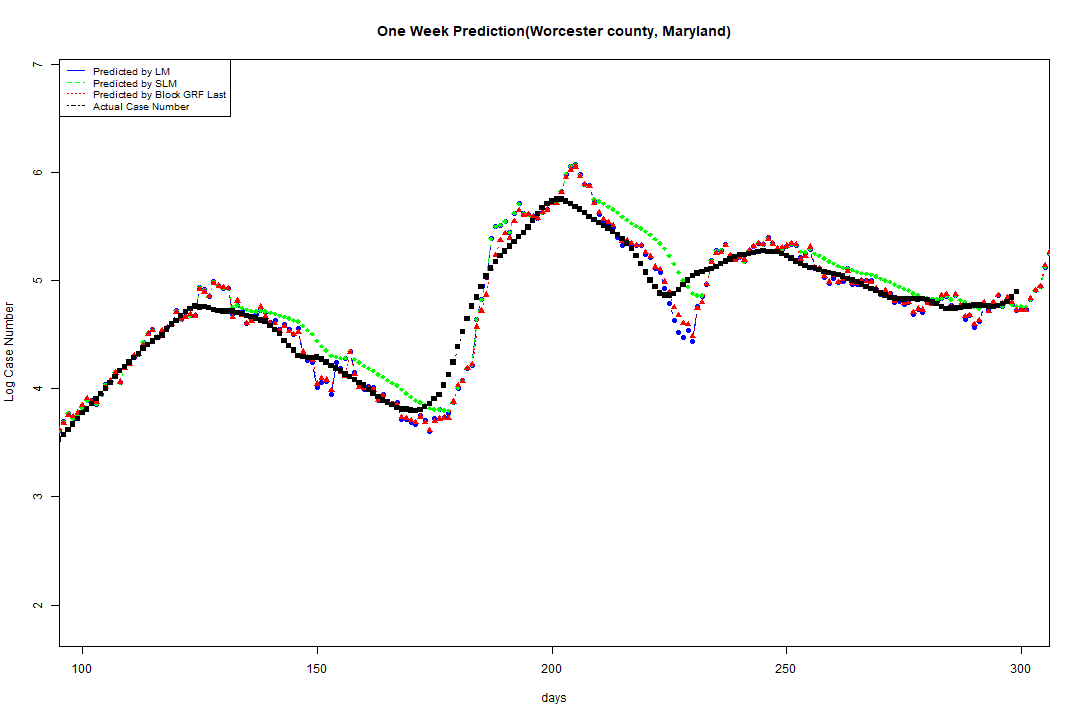 One Week Prediction(Worcester county, Maryland)
Predicted by LM
Predicted by SLM
Predicted by Block GRF Last
Actual Case Number
7
6
5
4
3
2
Log Case Number
100 150 200 250 300
days